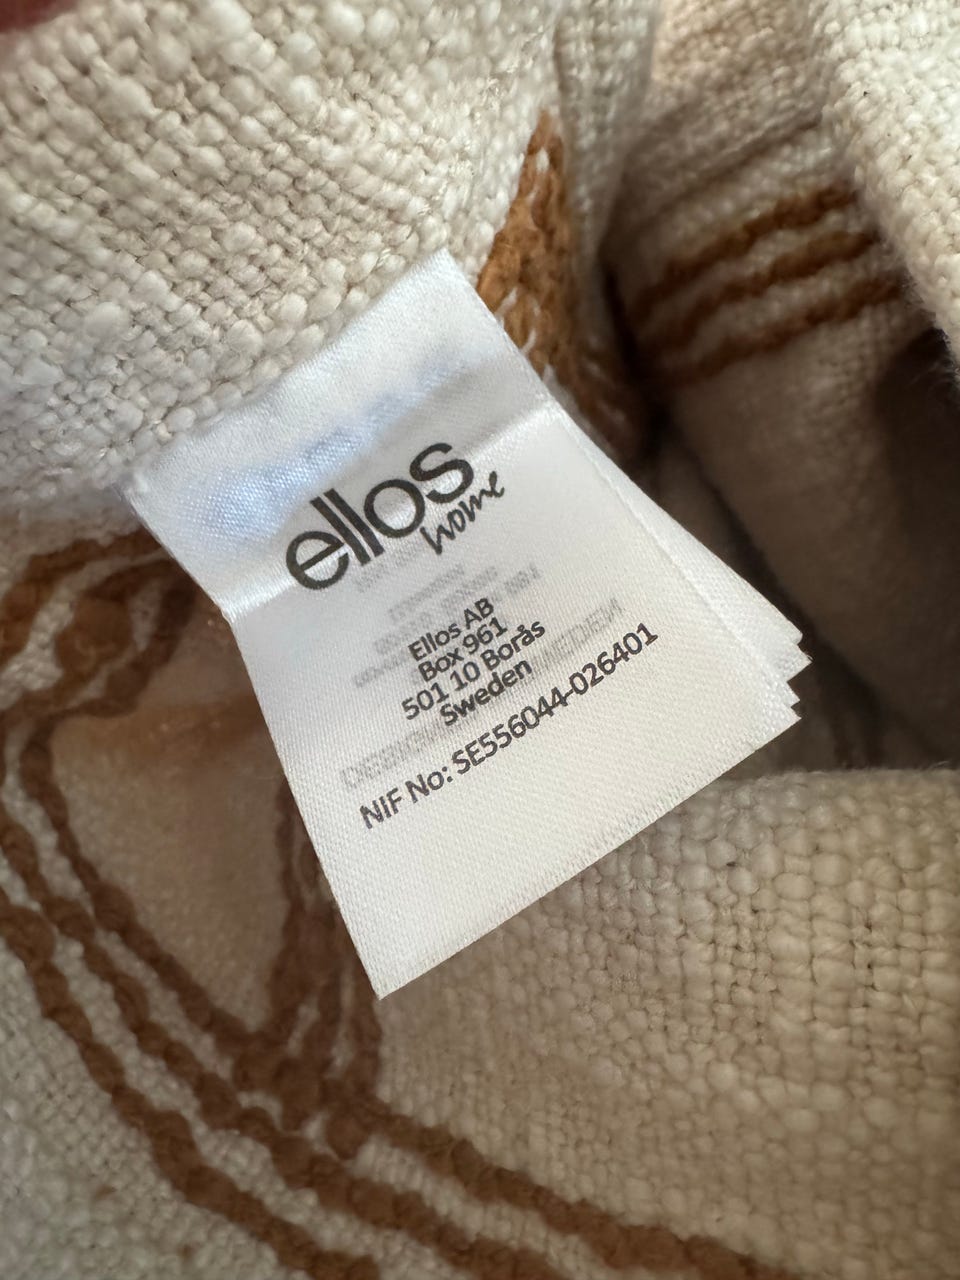 ellos
home
Ellos AB
Box 961
501 10 Borås
Sweden
NIF No: SE556044-026401